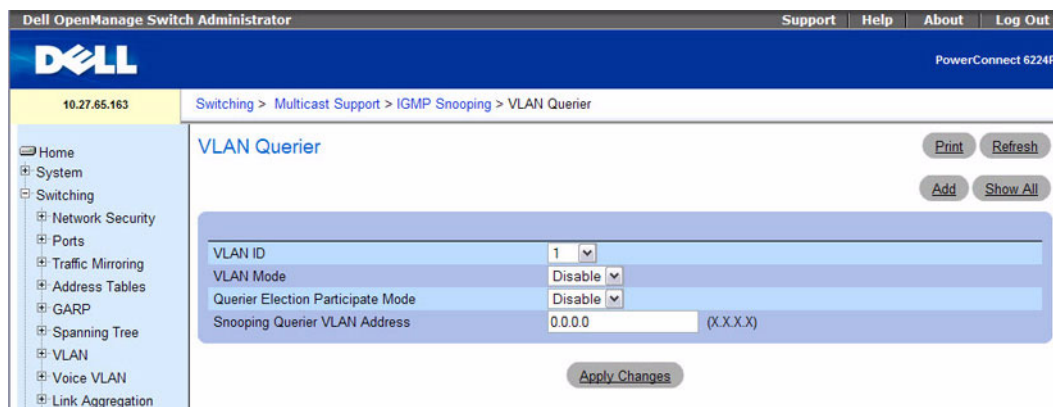 Dell OpenManage Switch Administrator
Support | Help | About | Log Out
DELL
PowerConnect 6224P
10.27.65.163
Switching > Multicast Support > IGMP Snooping > VLAN Querier
Home
System
Switching
Network Security
Ports
Traffic Mirroring
Address Tables
GARP
Spanning Tree
VLAN
Voice VLAN
Link Aggregation
VLAN Querier
Print Refresh
Add Show All
VLAN ID 1
VLAN Mode Disable
Querier Election Participate Mode Disable
Snooping Querier VLAN Address 0.0.0.0 (X.X.X.X)
Apply Changes